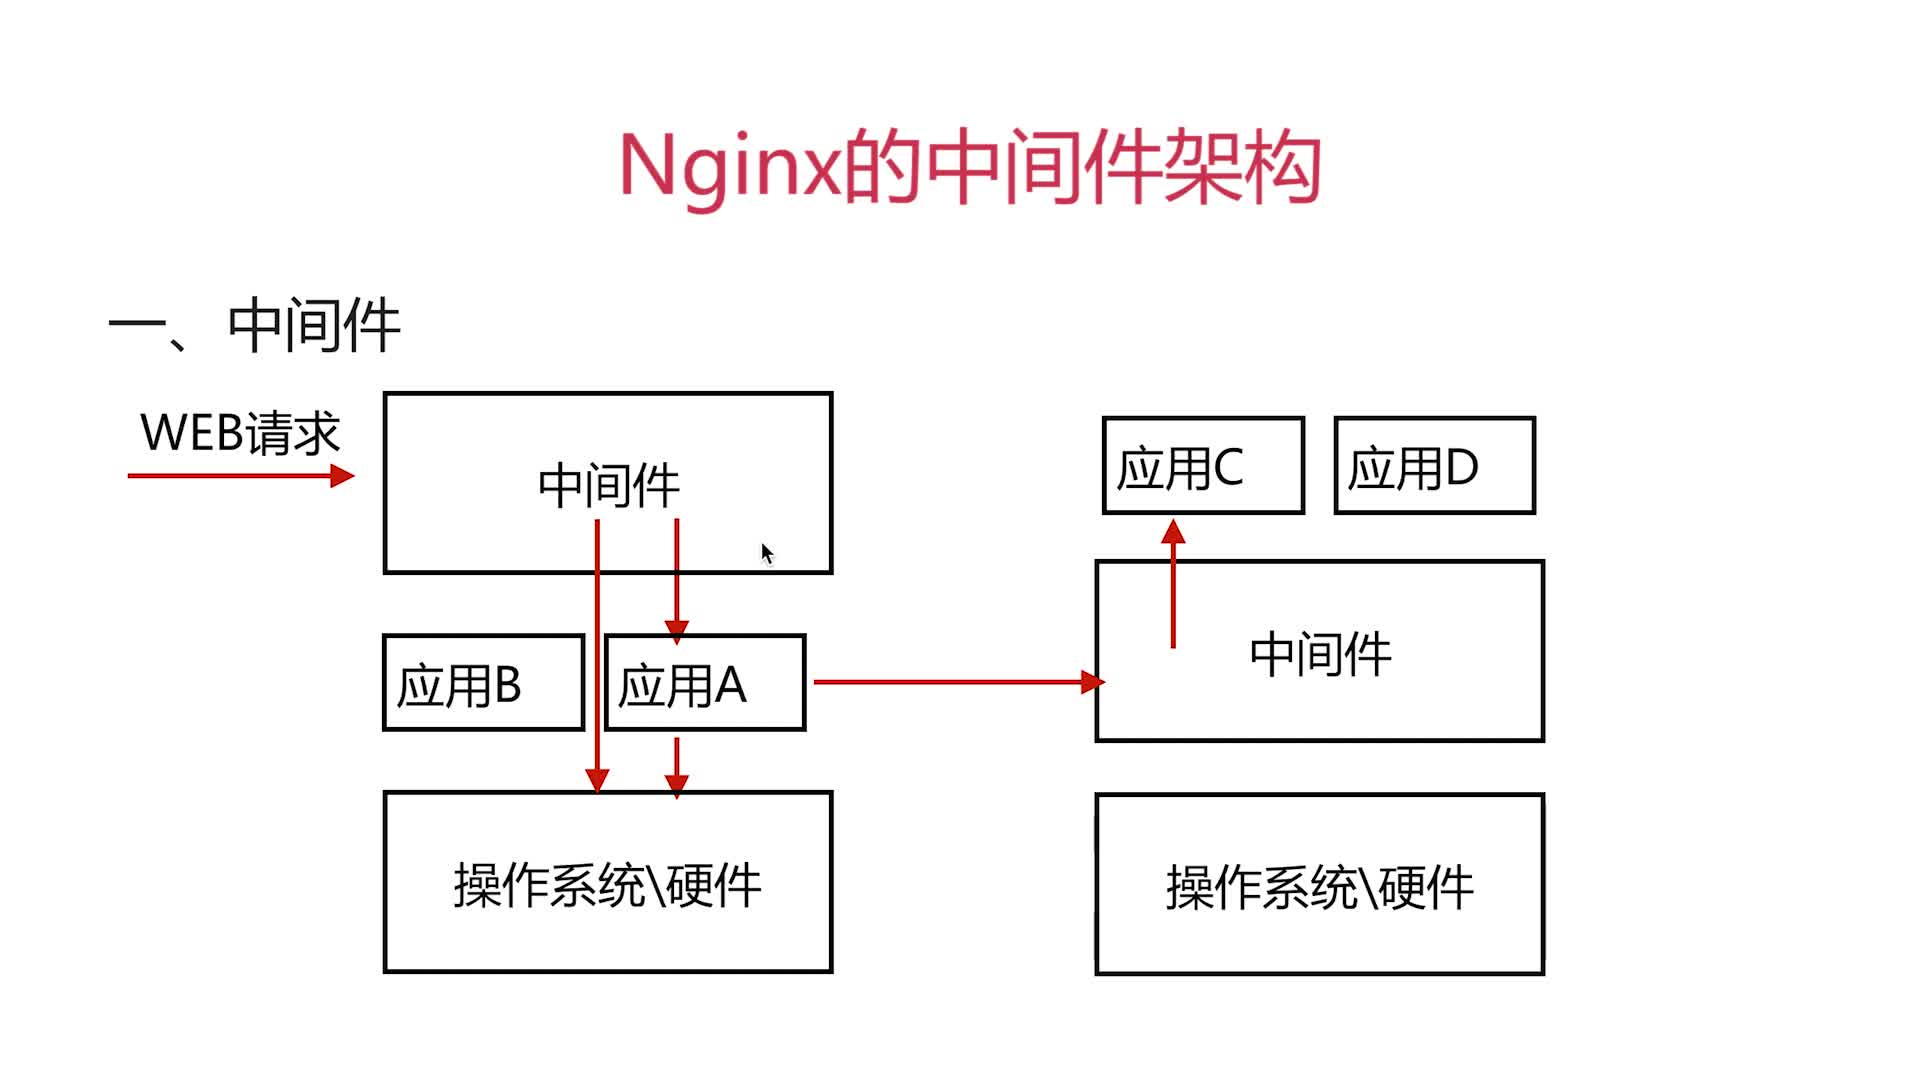 Nginx的中间件架构
一、中间件
WEB请求
中间件
应用B
应用A
操作系统\硬件
应用C
应用D
中间件
操作系统\硬件